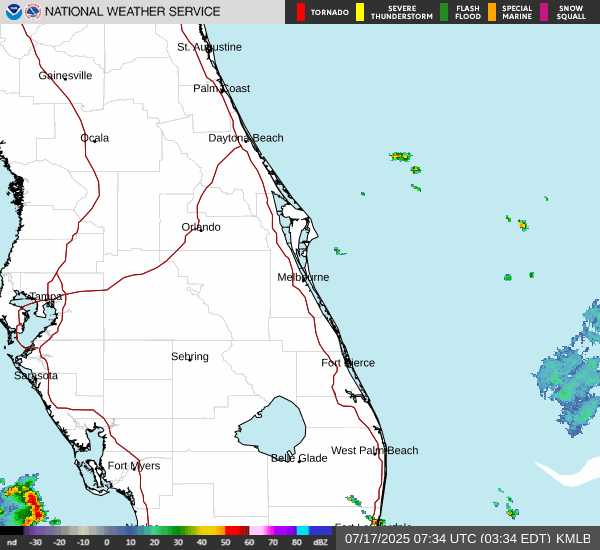 NATIONAL WEATHER SERVICE
TORNADO
SEVERE THUNDERSTORM
FLASH FLOOD
SPECIAL MARINE
SNOW SQUALL
St. Augustine
Gainesville
Palm Coast
Ocala
Daytona Beach
Orlando
Melbourne
Tampa
Sebring
Fort Pierce
Sarasota
West Palm Beach
Belle Glade
Fort Myers
nd -30 -20 -10 0 10 20 30 40 50 60 70 80 dBZ
07/17/2025 07:34 UTC (03:34 EDT) KMLB